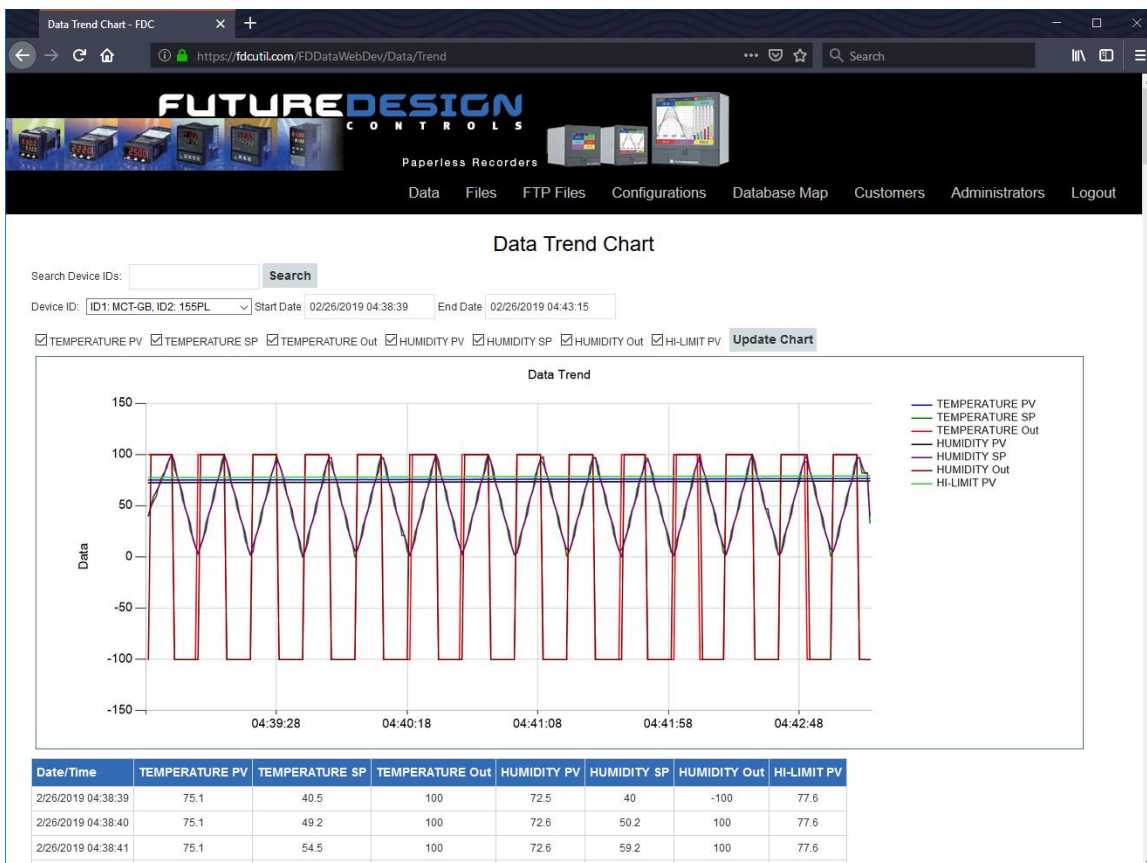 Data Trend Chart - FDC
https://fdcutil.com/FDDataWebDev/Data/Trend
Search
FUTUREDESIGN
CONTROLS
Paperless Recorders
Data Files FTP Files Configurations Database Map Customers Administrators Logout
Data Trend Chart
Search Device IDs: Search
Device ID: ID1: MCT-GB, ID2: 155PL Start Date 02/26/2019 04:38:39 End Date 02/26/2019 04:43:15
TEMPERATURE PV TEMPERATURE SP TEMPERATURE Out HUMIDITY PV HUMIDITY SP HUMIDITY Out HI-LIMIT PV Update Chart
Data Trend
150
100
50
0
-50
-100
-150
Data
04:39:28 04:40:18 04:41:08 04:41:58 04:42:48
TEMPERATURE PV
TEMPERATURE SP
TEMPERATURE Out
HUMIDITY PV
HUMIDITY SP
HUMIDITY Out
HI-LIMIT PV
Date/Time TEMPERATURE PV TEMPERATURE SP TEMPERATURE Out HUMIDITY PV HUMIDITY SP HUMIDITY Out HI-LIMIT PV
2/26/2019 04:38:39 75.1 40.5 100 72.5 40 -100 77.6
2/26/2019 04:38:40 75.1 49.2 100 72.6 50.2 100 77.6
2/26/2019 04:38:41 75.1 54.5 100 72.6 59.2 100 77.6